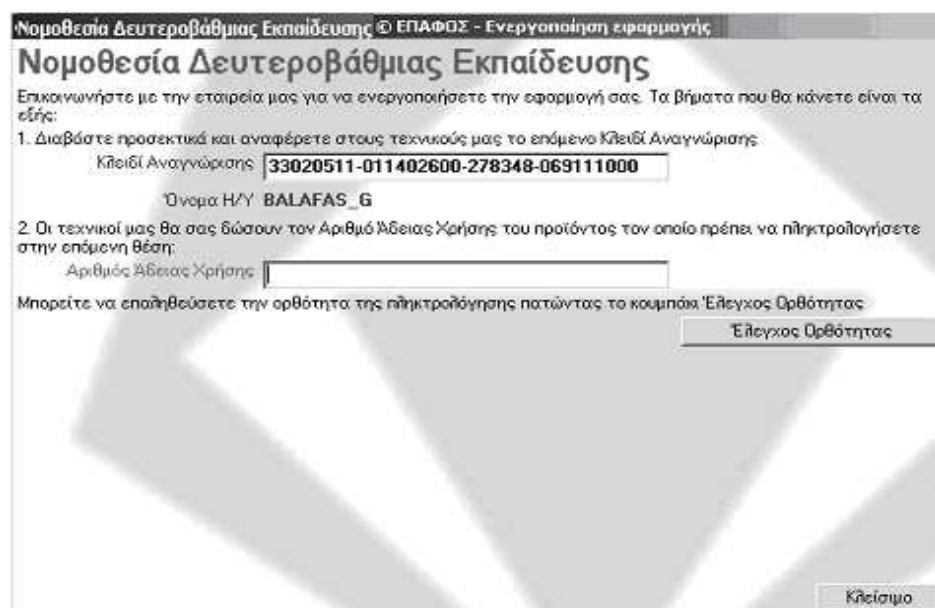 Νομοθεσία Δευτεροβάθμιας Εκπαίδευσης © ΕΠΑΦΟΣ - Ενεργοποίηση εφαρμογής
Νομοθεσία Δευτεροβάθμιας Εκπαίδευσης
Επικοινωνήστε με την εταιρεία μας για να ενεργοποιήσετε την εφαρμογή σας. Τα βήματα που θα κάνετε είναι τα
εξής:
1. Διαβάστε προσεκτικά και αναφέρετε στους τεχνικούς μας το επόμενο Κλειδί Αναγνώρισης
Κλειδί Αναγνώρισης 33020511-011402600-278348-069111000
Όνομα Η/Υ BALAFAS_G
2. Οι τεχνικοί μας θα σας δώσουν τον Αριθμό Άδειας Χρήσης του προϊόντος τον οποίο πρέπει να πληκτρολογήσετε
στην επόμενη θέση:
Αριθμός Άδειας Χρήσης
Μπορείτε να επαληθεύσετε την ορθότητα της πληκτρολόγησης πατώντας το κουμπάκι Έλεγχος Ορθότητας
Έλεγχος Ορθότητας
Κλείσιμο